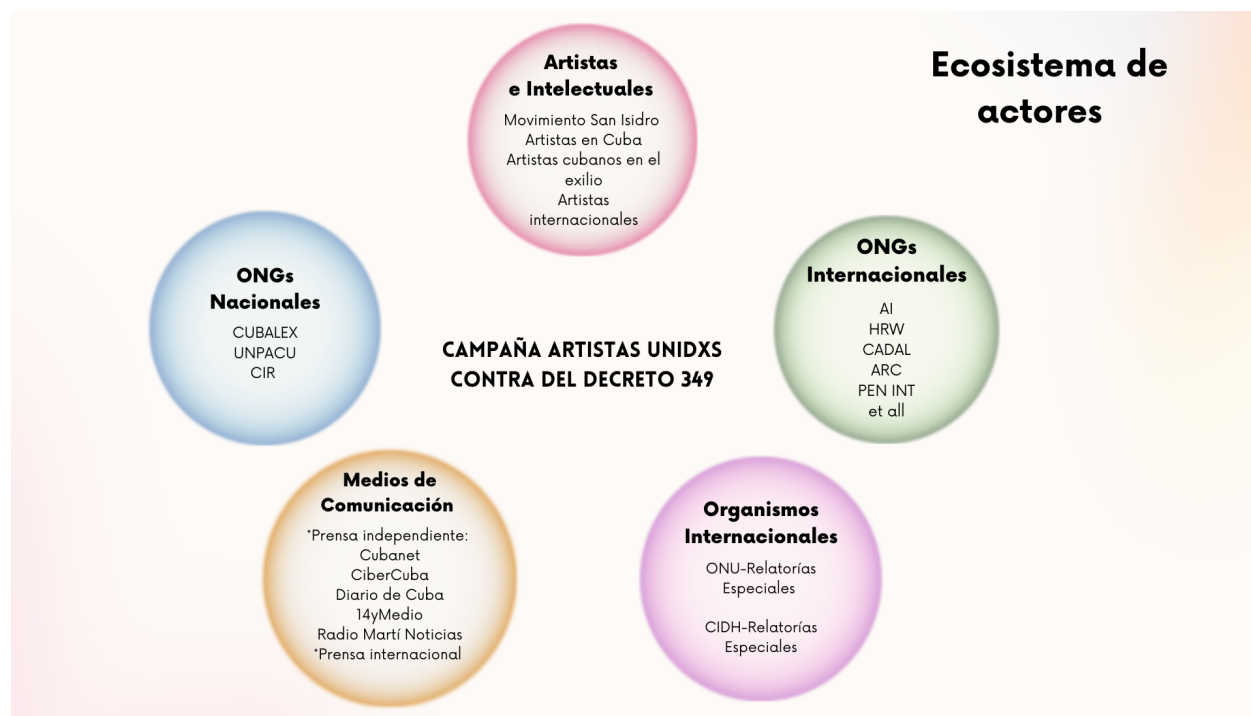 Ecosistema de
actores
Artistas
e Intelectuales
Movimiento San Isidro
Artistas en Cuba
Artistas cubanos en el
exilio
Artistas
internacionales
ONGs
Nacionales
CUBALEX
UNPACU
CIR
CAMPAÑA ARTISTAS UNIDXS
CONTRA DEL DECRETO 349
ONGs
Internacionales
AI
HRW
CADAL
ARC
PEN INT
et all
Medios de
Comunicación
*Prensa independiente:
Cubanet
CiberCuba
Diario de Cuba
14yMedio
Radio Martí Noticias
*Prensa internacional
Organismos
Internacionales
ONU-Relatorías
Especiales
CIDH-Relatorías
Especiales